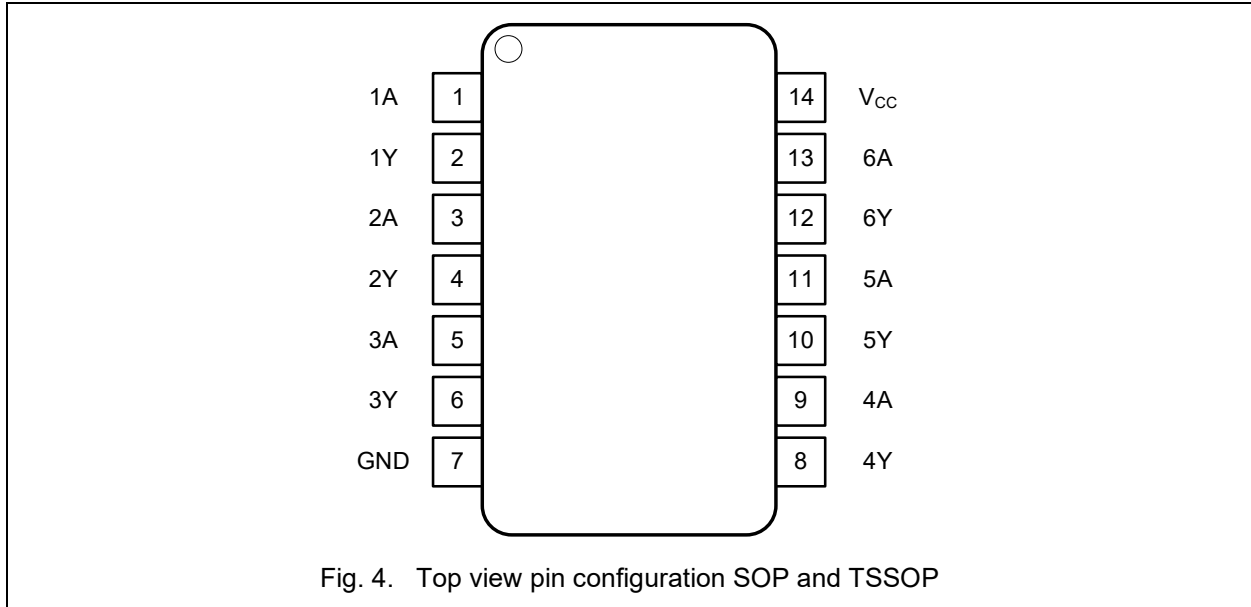 1A 1 14 VCC
1Y 2 13 6A
2A 3 12 6Y
2Y 4 11 5A
3A 5 10 5Y
3Y 6 9 4A
GND 7 8 4Y
Fig. 4. Top view pin configuration SOP and TSSOP